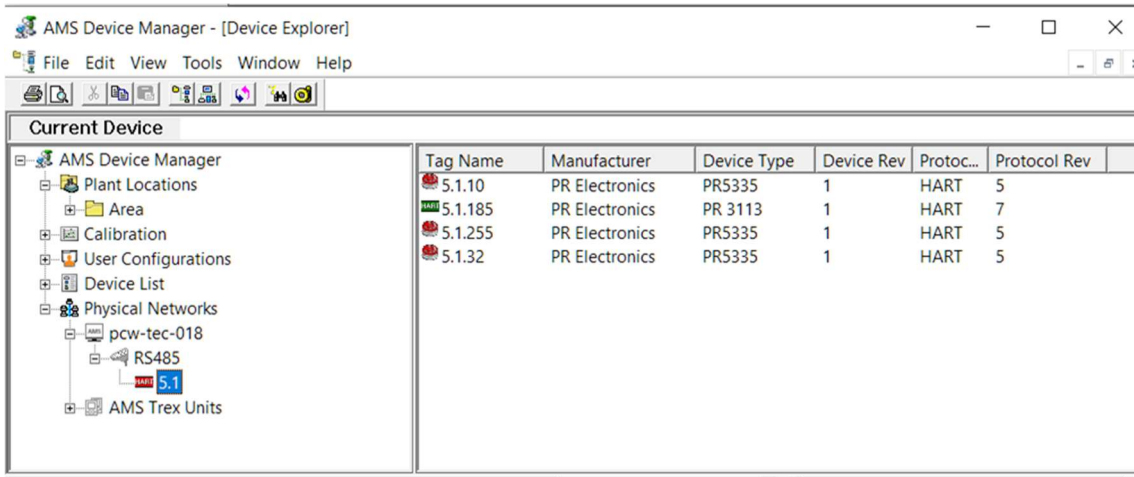 AMS Device Manager - [Device Explorer]
File Edit View Tools Window Help
Current Device
AMS Device Manager
Plant Locations
Area
Calibration
User Configurations
Device List
Physical Networks
AMS pcw-tec-018
RS485
HART 5.1
AMS Trex Units
Tag Name Manufacturer Device Type Device Rev Protoc... Protocol Rev
5.1.10 PR Electronics PR5335 1 HART 5
HART 5.1.185 PR Electronics PR 3113 1 HART 7
5.1.255 PR Electronics PR5335 1 HART 5
5.1.32 PR Electronics PR5335 1 HART 5